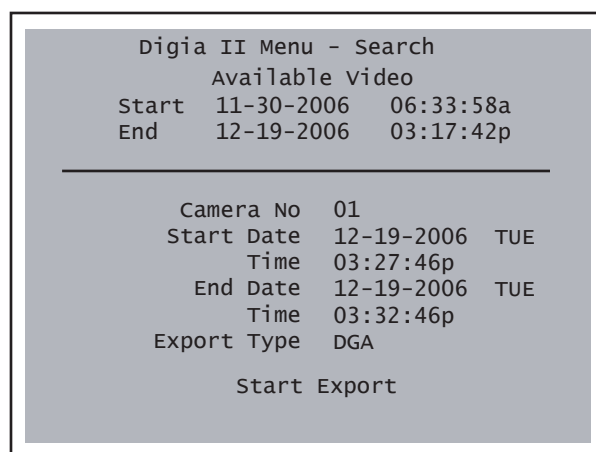 Digia II Menu - Search
Available Video
Start 11-30-2006 06:33:58a
End 12-19-2006 03:17:42p
Camera No 01
Start Date 12-19-2006 TUE
Time 03:27:46p
End Date 12-19-2006 TUE
Time 03:32:46p
Export Type DGA
Start Export